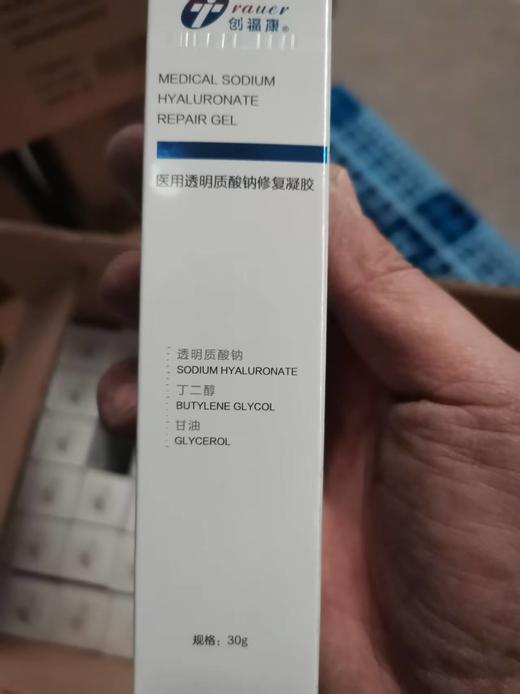 Trauer
创福康®
MEDICAL SODIUM
HYALURONATE
REPAIR GEL
医用透明质酸钠修复凝胶
透明质酸钠
SODIUM HYALURONATE
丁二醇
BUTYLENE GLYCOL
甘油
GLYCEROL
规格：30g